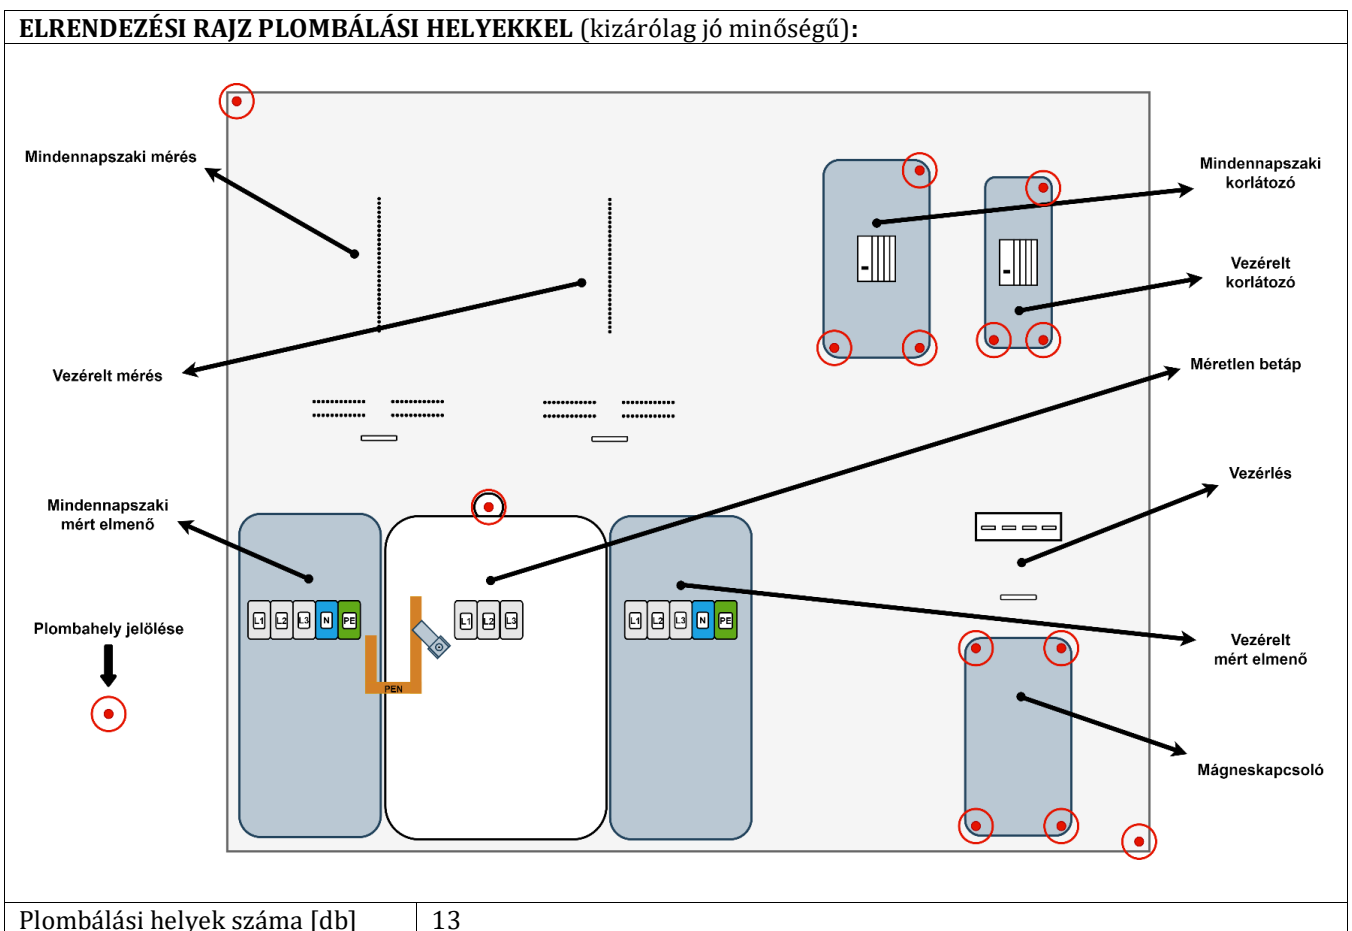 ELRENDEZÉSI RAJZ PLOMBÁLÁSI HELYEKKEL (kizárólag jó minőségű):
Mindennapszaki mérés
Mindennapszaki
korlátozó
Vezérelt
korlátozó
Vezérelt mérés
Méretlen betáp
Mindennapszaki
mért elmenő
Vezérlés
L1 L2 L3 N PE
L1 L2 L3
L1 L2 L3 N PE
Plombahely jelölése
PEN
Vezérelt
mért elmenő
Mágneskapcsoló
Plombálási helyek száma [db] 13